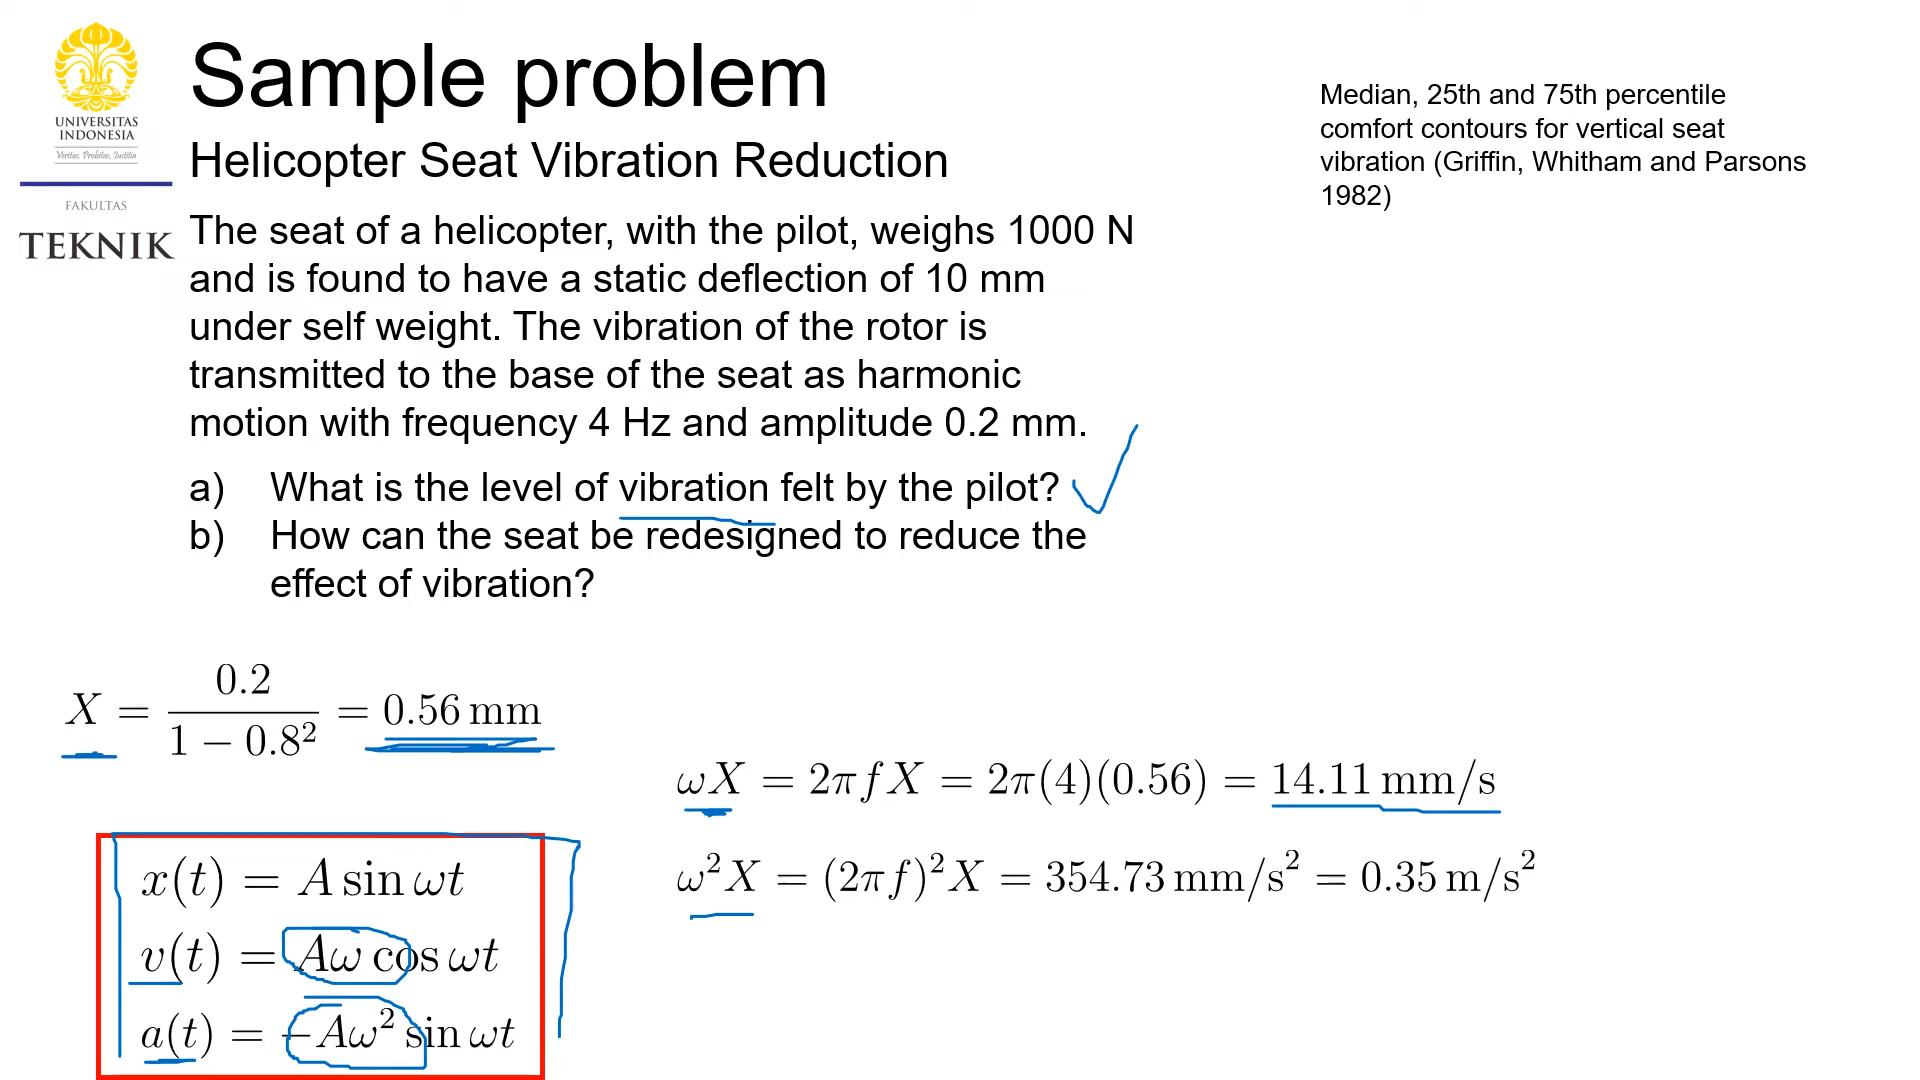 UNIVERSITAS
INDONESIA
Veritas, Probitas, Iustitia
FAKULTAS
TEKNIK
Sample problem
Helicopter Seat Vibration Reduction
The seat of a helicopter, with the pilot, weighs 1000 N
and is found to have a static deflection of 10 mm
under self weight. The vibration of the rotor is
transmitted to the base of the seat as harmonic
motion with frequency 4 Hz and amplitude 0.2 mm.
a) What is the level of vibration felt by the pilot?
b) How can the seat be redesigned to reduce the
effect of vibration?
Median, 25th and 75th percentile
comfort contours for vertical seat
vibration (Griffin, Whitham and Parsons
1982)
X = 0.2 / (1 − 0.8²) = 0.56 mm
ωX = 2πfX = 2π(4)(0.56) = 14.11 mm/s
ω²X = (2πf)²X = 354.73 mm/s² = 0.35 m/s²
x(t) = A sin ωt
v(t) = Aω cos ωt
a(t) = −Aω² sin ωt